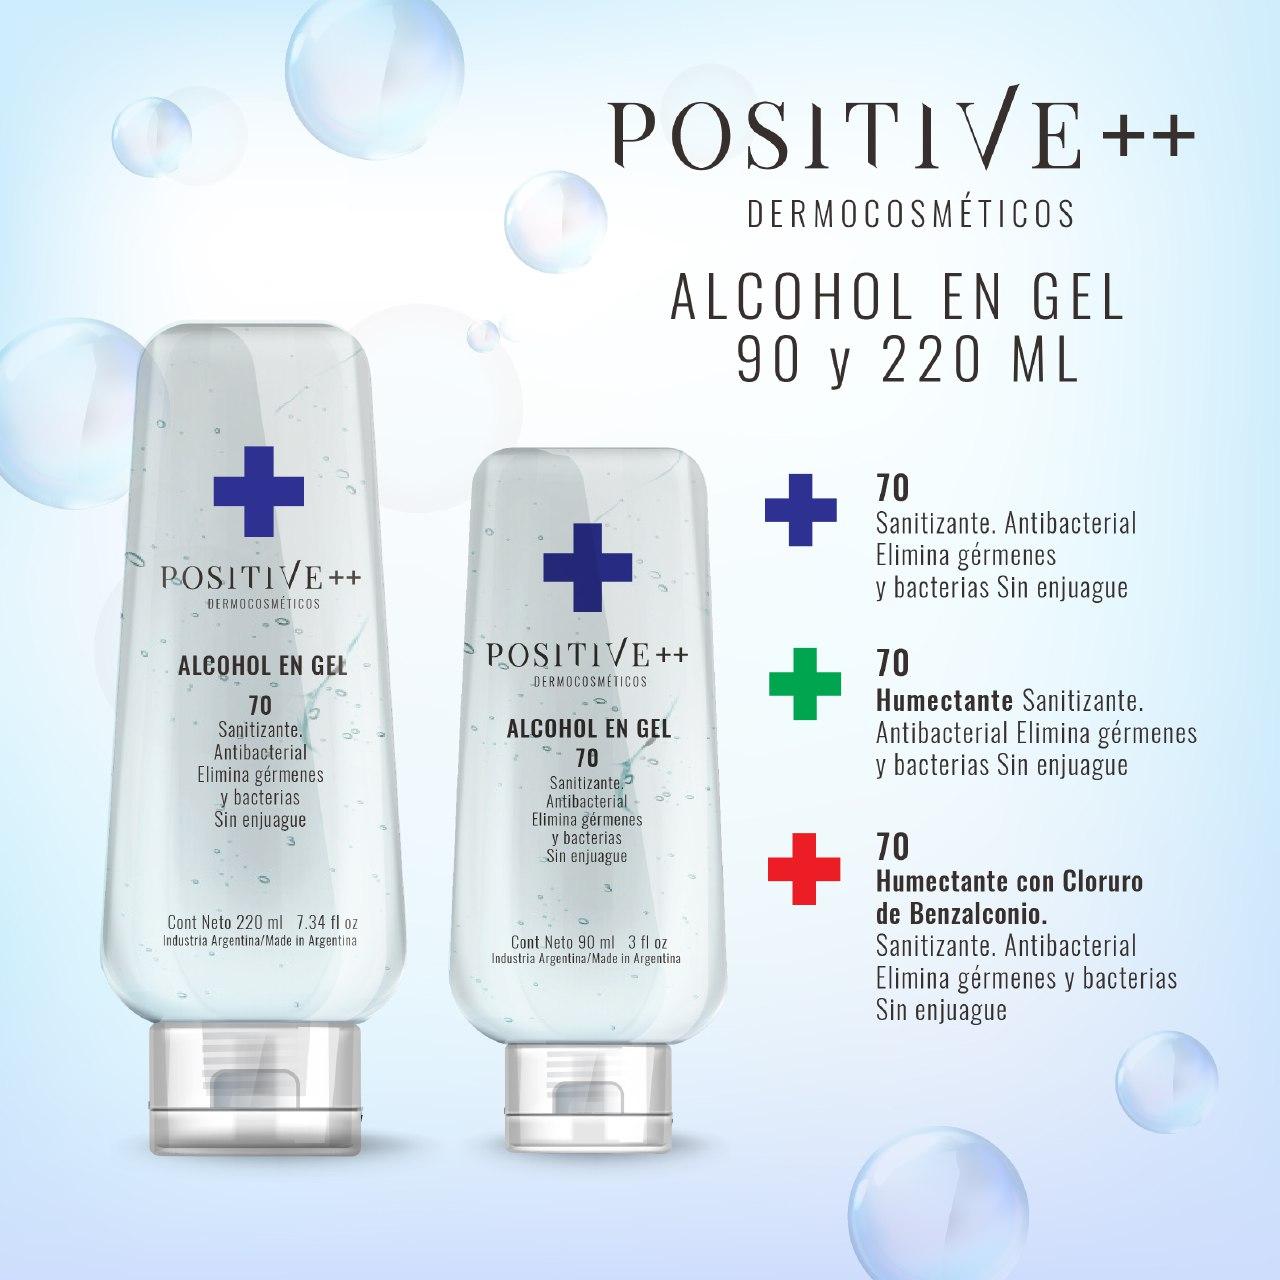 POSITIVE++
DERMOCOSMÉTICOS
ALCOHOL EN GEL
90 y 220 ML
POSITIVE++
DERMOCOSMÉTICOS
ALCOHOL EN GEL
70
Sanitizante.
Antibacterial
Elimina gérmenes
y bacterias
Sin enjuague
Cont Neto 220 ml 7.34 fl oz
Industria Argentina/Made in Argentina
POSITIVE++
DERMOCOSMÉTICOS
ALCOHOL EN GEL
70
Sanitizante.
Antibacterial
Elimina gérmenes
y bacterias
Sin enjuague
Cont Neto 90 ml 3 fl oz
Industria Argentina/Made in Argentina
70
Sanitizante. Antibacterial
Elimina gérmenes
y bacterias Sin enjuague
70
Humectante Sanitizante.
Antibacterial Elimina gérmenes
y bacterias Sin enjuague
70
Humectante con Cloruro
de Benzalconio.
Sanitizante. Antibacterial
Elimina gérmenes y bacterias
Sin enjuague